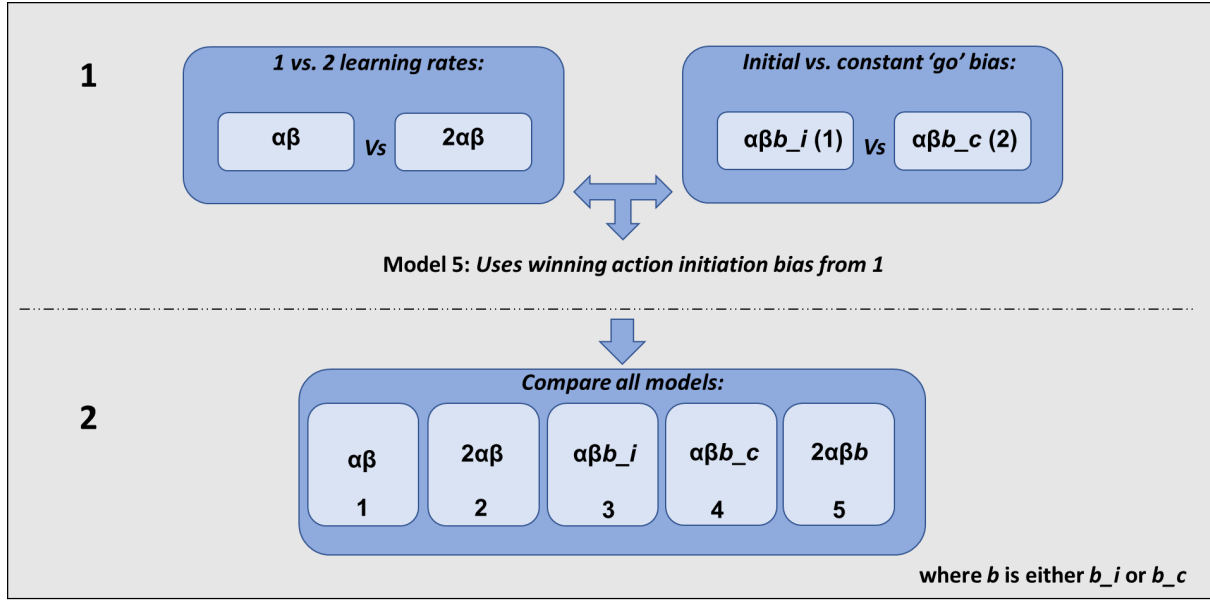 1
1 vs. 2 learning rates:
αβ
Vs
2αβ
Initial vs. constant ‘go’ bias:
αβb_i (1)
Vs
αβb_c (2)
Model 5: Uses winning action initiation bias from 1
2
Compare all models:
αβ
1
2αβ
2
αβb_i
3
αβb_c
4
2αβb
5
where b is either b_i or b_c